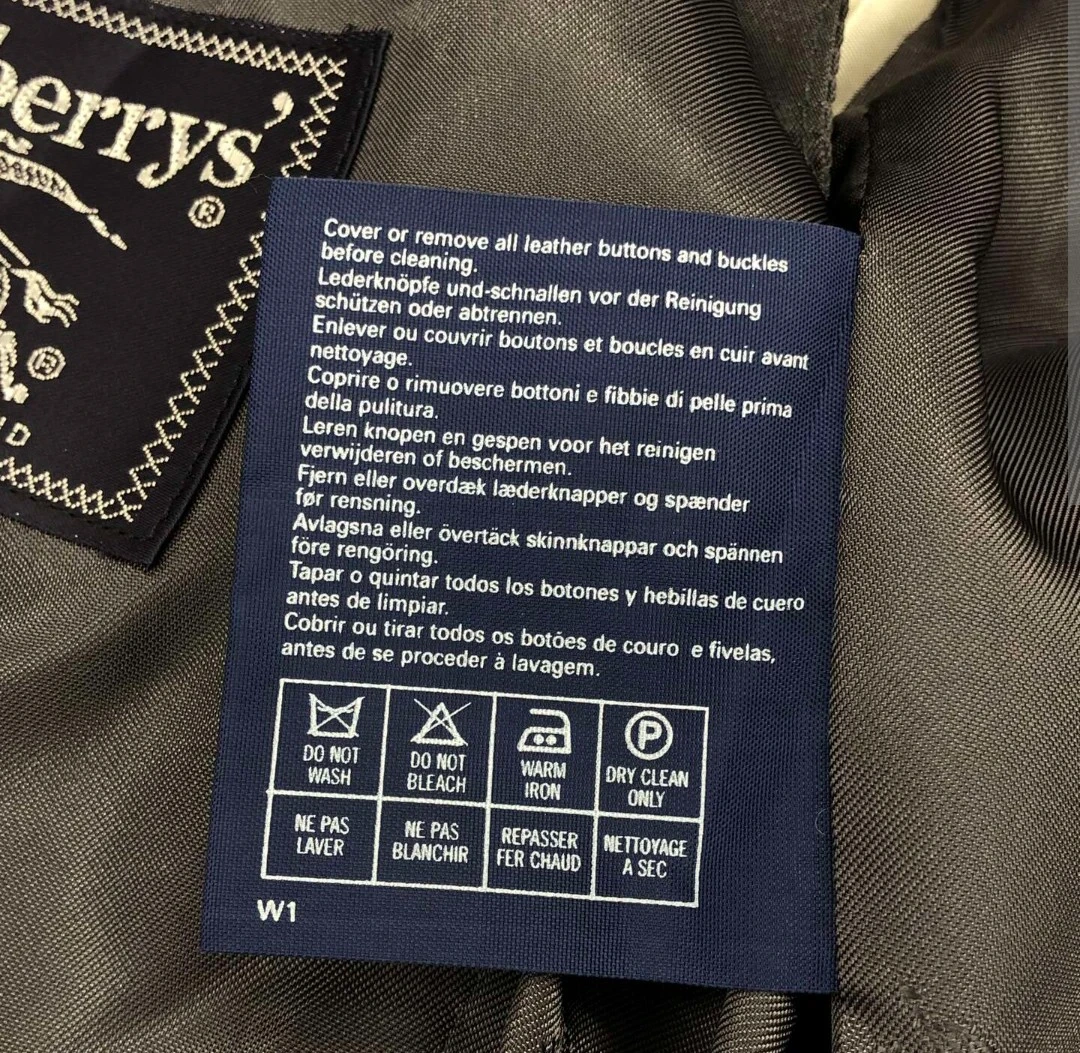 berrys'
®
®
Cover or remove all leather buttons and buckles
before cleaning.
Lederknöpfe und-schnallen vor der Reinigung
schützen oder abtrennen.
Enlever ou couvrir boutons et boucles en cuir avant
nettoyage.
Coprire o rimuovere bottoni e fibbie di pelle prima
della pulitura.
Leren knopen en gespen voor het reinigen
verwijderen of beschermen.
Fjern eller overdæk læderknapper og spænder
før rensning.
Avlagsna eller övertäck skinnknappar och spännen
före rengöring.
Tapar o quintar todos los botones y hebillas de cuero
antes de limpiar.
Cobrir ou tirar todos os botões de couro e fivelas,
antes de se proceder à lavagem.
P
DO NOT DO NOT WARM DRY CLEAN
WASH BLEACH IRON ONLY
NE PAS NE PAS REPASSER NETTOYAGE
LAVER BLANCHIR FER CHAUD A SEC
W1